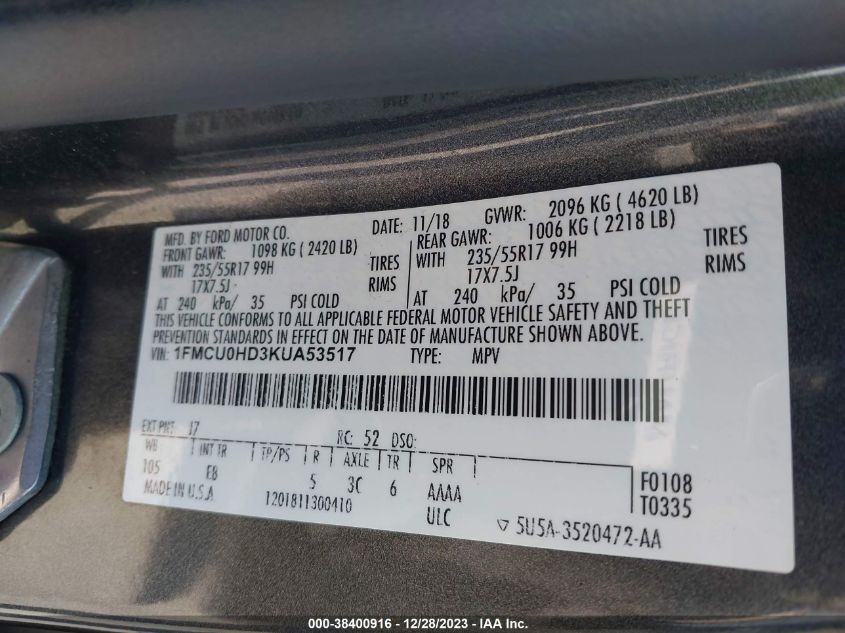 MFD. BY FORD MOTOR CO. DATE: 11/18 GVWR: 2096 KG ( 4620 LB)
FRONT GAWR: 1098 KG ( 2420 LB) REAR GAWR: 1006 KG ( 2218 LB)
WITH 235/55R17 99H TIRES WITH 235/55R17 99H TIRES
17X7.5J RIMS 17X7.5J RIMS
AT 240 kPa/ 35 PSI COLD AT 240 kPa/ 35 PSI COLD
THIS VEHICLE CONFORMS TO ALL APPLICABLE FEDERAL MOTOR VEHICLE SAFETY AND THEFT
PREVENTION STANDARDS IN EFFECT ON THE DATE OF MANUFACTURE SHOWN ABOVE.
VIN: 1FMCU0HD3KUA53517 TYPE: MPV
EXT PNT: J7 RC: 52 DSO:
WB INT TR TP/PS R AXLE TR SPR
105 E8 5 3C 6 AAAA F0108
MADE IN U.S.A 1201811300410 ULC T0335
5U5A-3520472-AA
000-38400916 - 12/28/2023 - IAA Inc.